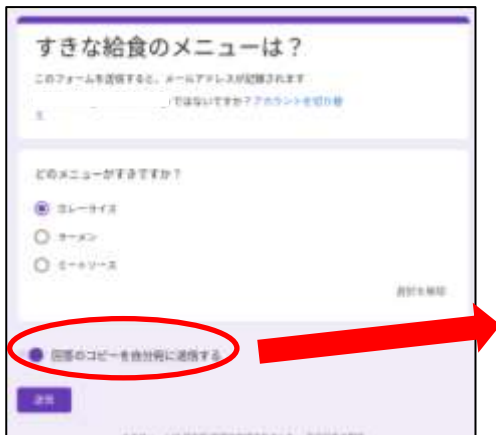 すきな給食のメニューは？
このフォームを送信すると、メールアドレスが記録されます
ではないですか？アカウントを切り替
え
どのメニューがすきですか？
カレーライス
ラーメン
ミートソース
選択を解除
回答のコピーを自分宛に送信する
送信